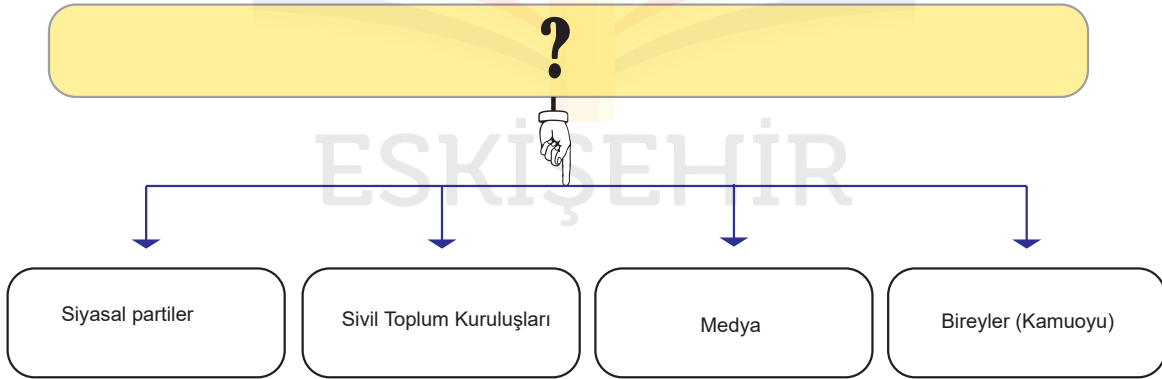 ?
ESKİŞEHİR
Siyasal partiler
Sivil Toplum Kuruluşları
Medya
Bireyler (Kamuoyu)